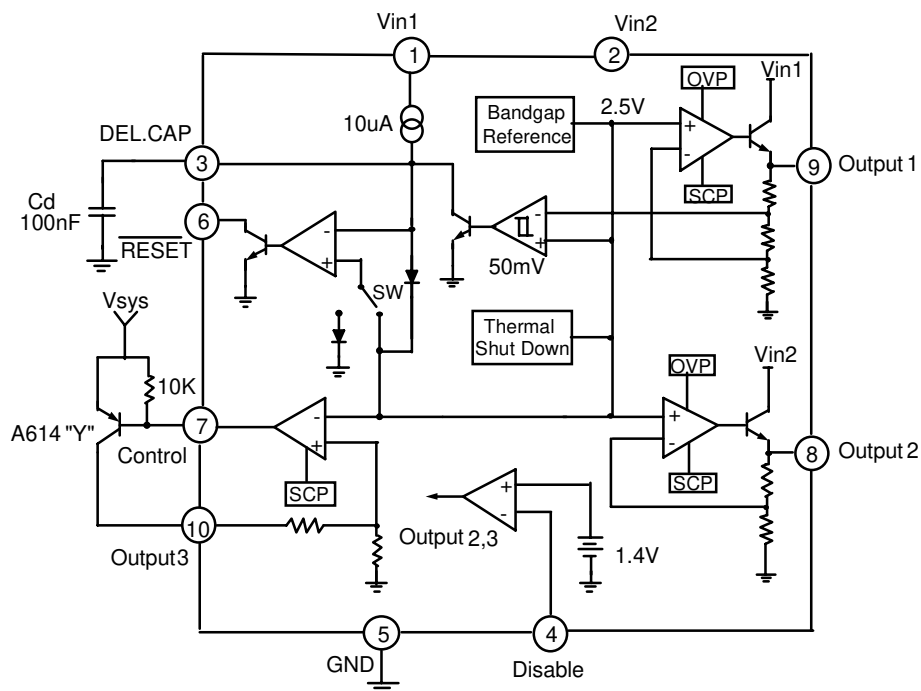 Vin1
Vin2
1
2
OVP
Vin1
10uA
Bandgap
Reference
2.5V
+
-
DEL.CAP
3
SCP
9
Output 1
Cd
100nF
6
RESET
-
+
-
+
50mV
SW
Vsys
Thermal
Shut Down
Vin2
10K
OVP
A614 "Y"
7
Control
-
+
+
-
8
Output 2
SCP
SCP
10
Output3
+
-
Output 2,3
1.4V
5
4
GND
Disable